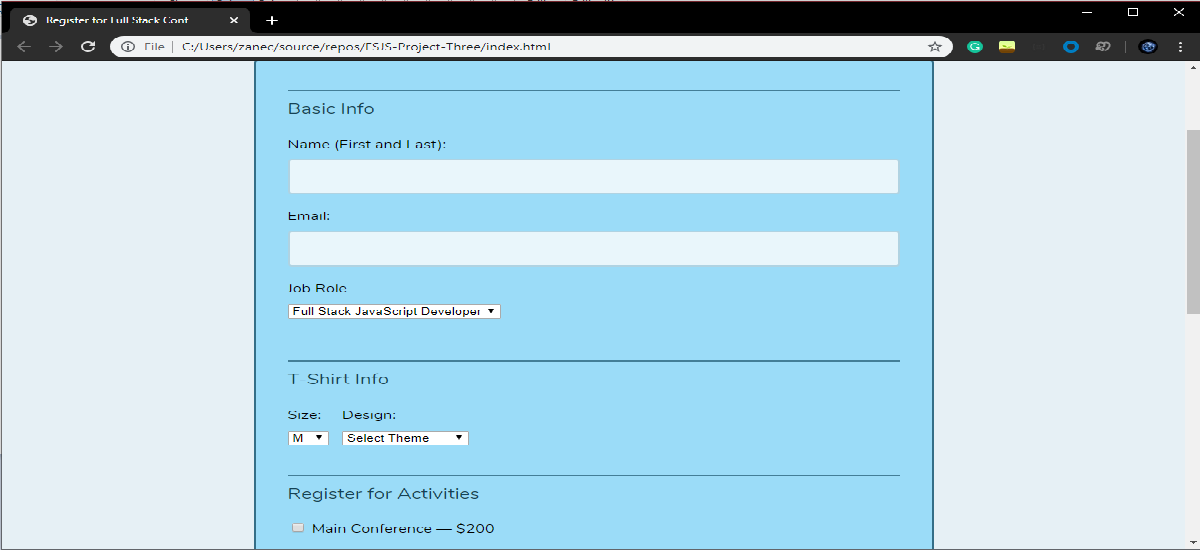 Register for Full Stack Conf
File | C:/Users/zanec/source/repos/FSJS-Project-Three/index.html
Basic Info
Name (First and Last):
Email:
Job Role
Full Stack JavaScript Developer
T-Shirt Info
Size: Design:
M Select Theme
Register for Activities
Main Conference — $200